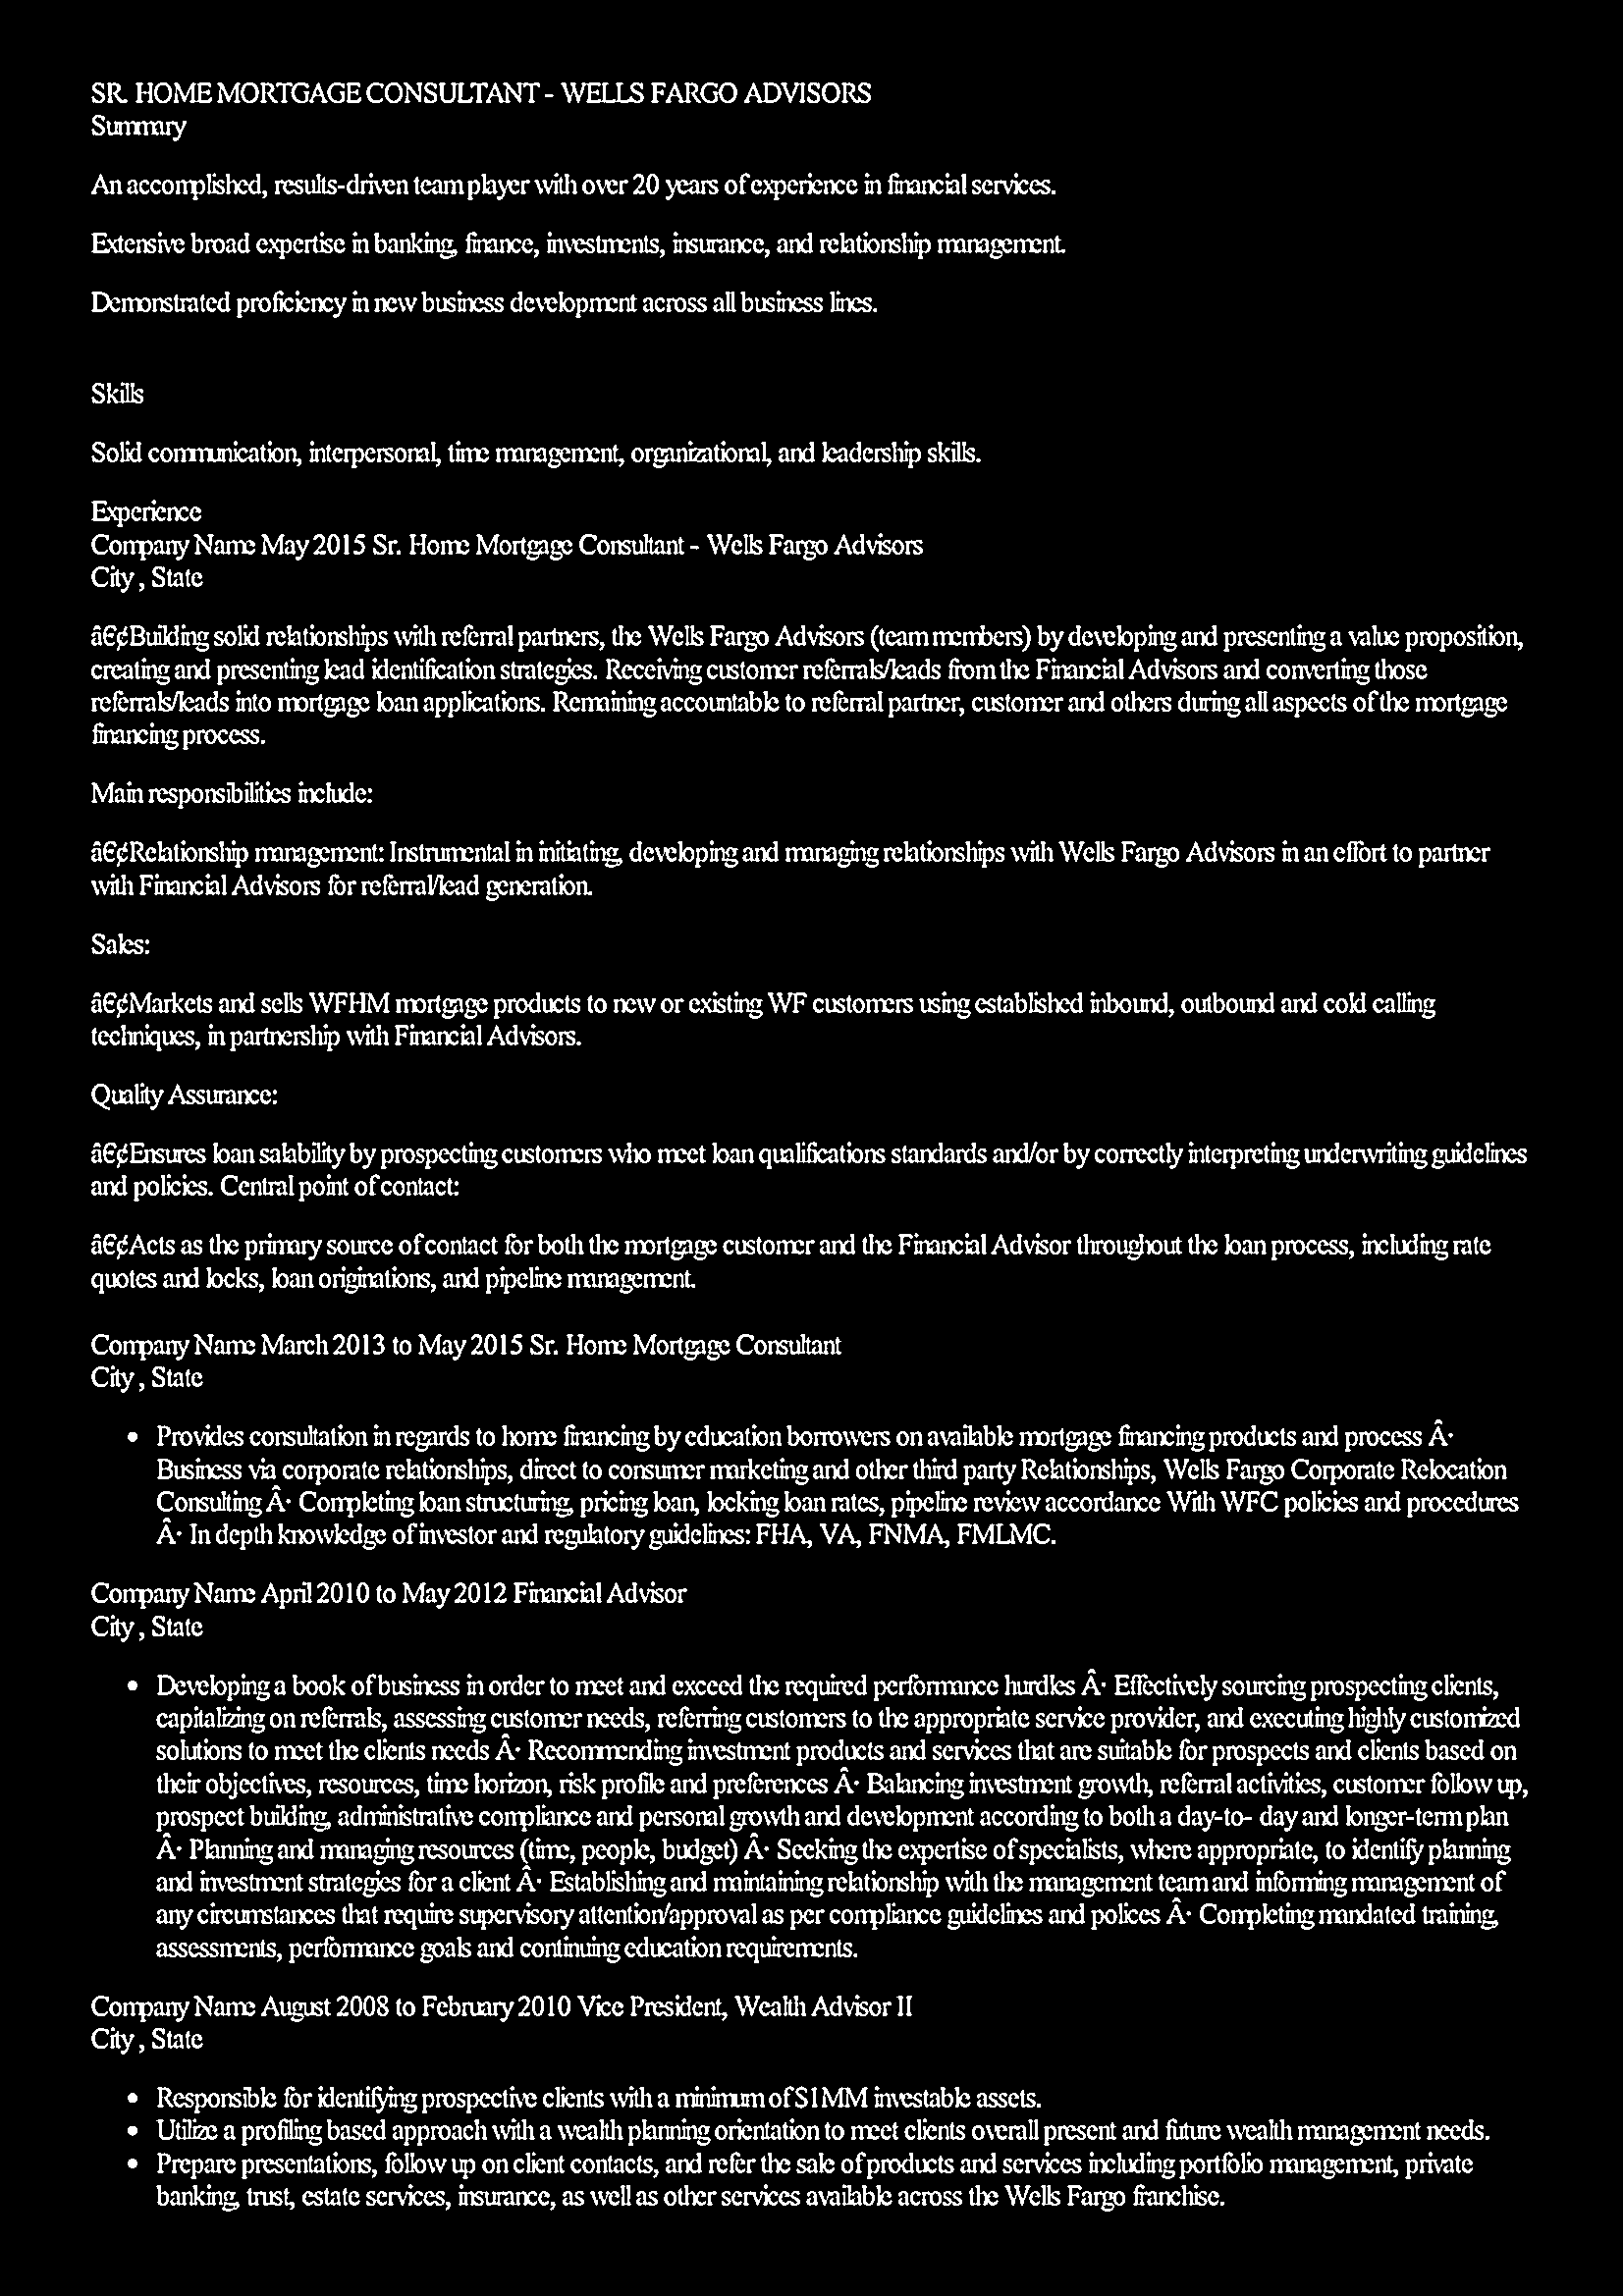 SR. HOME MORTGAGE CONSULTANT - WELLS FARGO ADVISORS
Summary
An accomplished, results-driven team player with over 20 years of experience in financial services.
Extensive broad expertise in banking, finance, investments, insurance, and relationship management.
Demonstrated proficiency in new business development across all business lines.
Skills
Solid communication, interpersonal, time management, organizational, and leadership skills.
Experience
Company Name May 2015 Sr. Home Mortgage Consultant - Wells Fargo Advisors
City , State
â€¢Building solid relationships with referral partners, the Wells Fargo Advisors (team members) by developing and presenting a value proposition,
creating and presenting lead identification strategies. Receiving customer referrals/leads from the Financial Advisors and converting those
referrals/leads into mortgage loan applications. Remaining accountable to referral partner, customer and others during all aspects of the mortgage
financing process.
Main responsibilities include:
â€¢Relationship management: Instrumental in initiating, developing and managing relationships with Wells Fargo Advisors in an effort to partner
with Financial Advisors for referral/lead generation.
Sales:
â€¢Markets and sells WFHM mortgage products to new or existing WF customers using established inbound, outbound and cold calling
techniques, in partnership with Financial Advisors.
Quality Assurance:
â€¢Ensures loan salability by prospecting customers who meet loan qualifications standards and/or by correctly interpreting underwriting guidelines
and policies. Central point of contact:
â€¢Acts as the primary source of contact for both the mortgage customer and the Financial Advisor throughout the loan process, including rate
quotes and locks, loan originations, and pipeline management.
Company Name March 2013 to May 2015 Sr. Home Mortgage Consultant
City , State
• Provides consultation in regards to home financing by education borrowers on available mortgage financing products and process Â·
Business via corporate relationships, direct to consumer marketing and other third party Relationships, Wells Fargo Corporate Relocation
Consulting Â· Completing loan structuring, pricing loan, locking loan rates, pipeline review accordance With WFC policies and procedures
Â· In depth knowledge of investor and regulatory guidelines: FHA, VA, FNMA, FMLMC.
Company Name April 2010 to May 2012 Financial Advisor
City , State
• Developing a book of business in order to meet and exceed the required performance hurdles Â· Effectively sourcing prospecting clients,
capitalizing on referrals, assessing customer needs, referring customers to the appropriate service provider, and executing highly customized
solutions to meet the clients needs Â· Recommending investment products and services that are suitable for prospects and clients based on
their objectives, resources, time horizon, risk profile and preferences Â· Balancing investment growth, referral activities, customer follow up,
prospect building, administrative compliance and personal growth and development according to both a day-to- day and longer-term plan
Â· Planning and managing resources (time, people, budget) Â· Seeking the expertise of specialists, where appropriate, to identify planning
and investment strategies for a client Â· Establishing and maintaining relationship with the management team and informing management of
any circumstances that require supervisory attention/approval as per compliance guidelines and polices Â· Completing mandated training,
assessments, performance goals and continuing education requirements.
Company Name August 2008 to February 2010 Vice President, Wealth Advisor II
City , State
• Responsible for identifying prospective clients with a minimum of $1MM investable assets.
• Utilize a profiling based approach with a wealth planning orientation to meet clients overall present and future wealth management needs.
• Prepare presentations, follow up on client contacts, and refer the sale of products and services including portfolio management, private
banking, trust, estate services, insurance, as well as other services available across the Wells Fargo franchise.